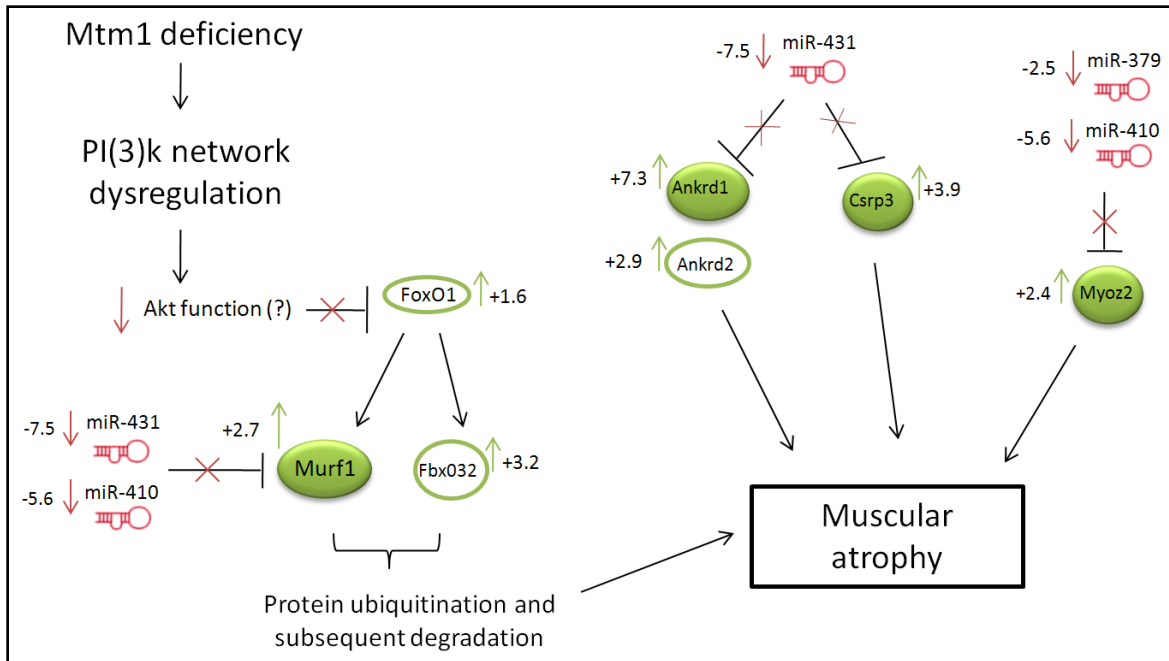 Mtm1 deficiency
PI(3)k network
dysregulation
Akt function (?)
FoxO1
+1.6
-7.5
miR-431
-5.6
miR-410
+2.7
Murf1
Fbx032
+3.2
Protein ubiquitination and
subsequent degradation
-7.5
miR-431
+7.3
Ankrd1
+2.9
Ankrd2
Csrp3
+3.9
-2.5
miR-379
-5.6
miR-410
+2.4
Myoz2
Muscular
atrophy